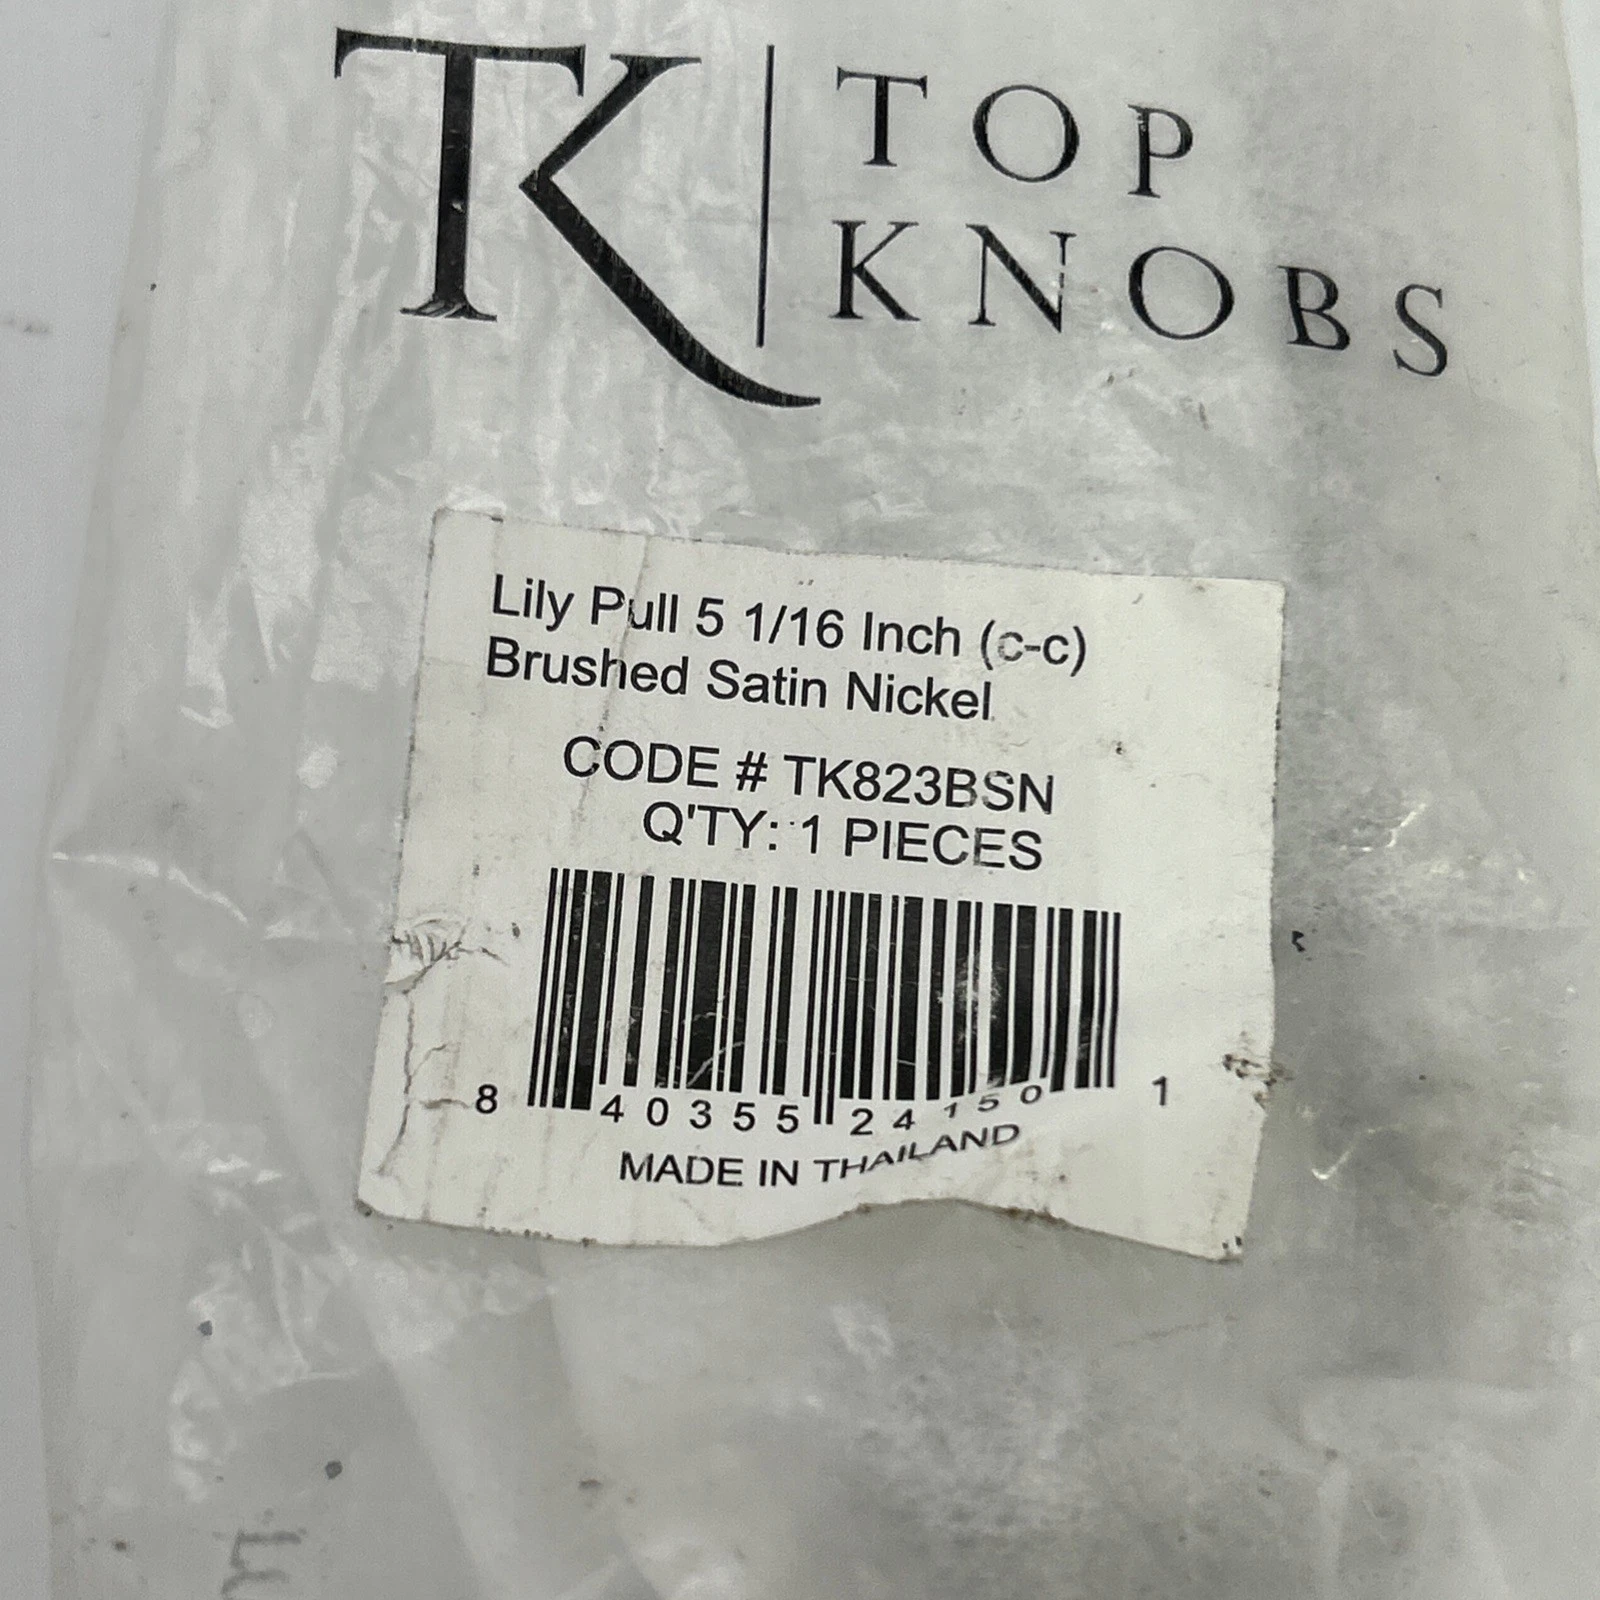 TK TOP
KNOBS
Lily Pull 5 1/16 Inch (c-c)
Brushed Satin Nickel
CODE # TK823BSN
Q'TY: 1 PIECES
8 40355 24150 1
MADE IN THAILAND